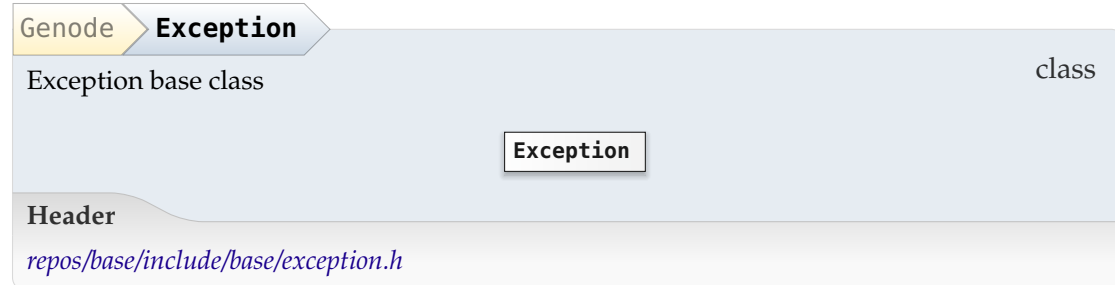 Genode Exception
class
Exception base class
Exception
Header
repos/base/include/base/exception.h